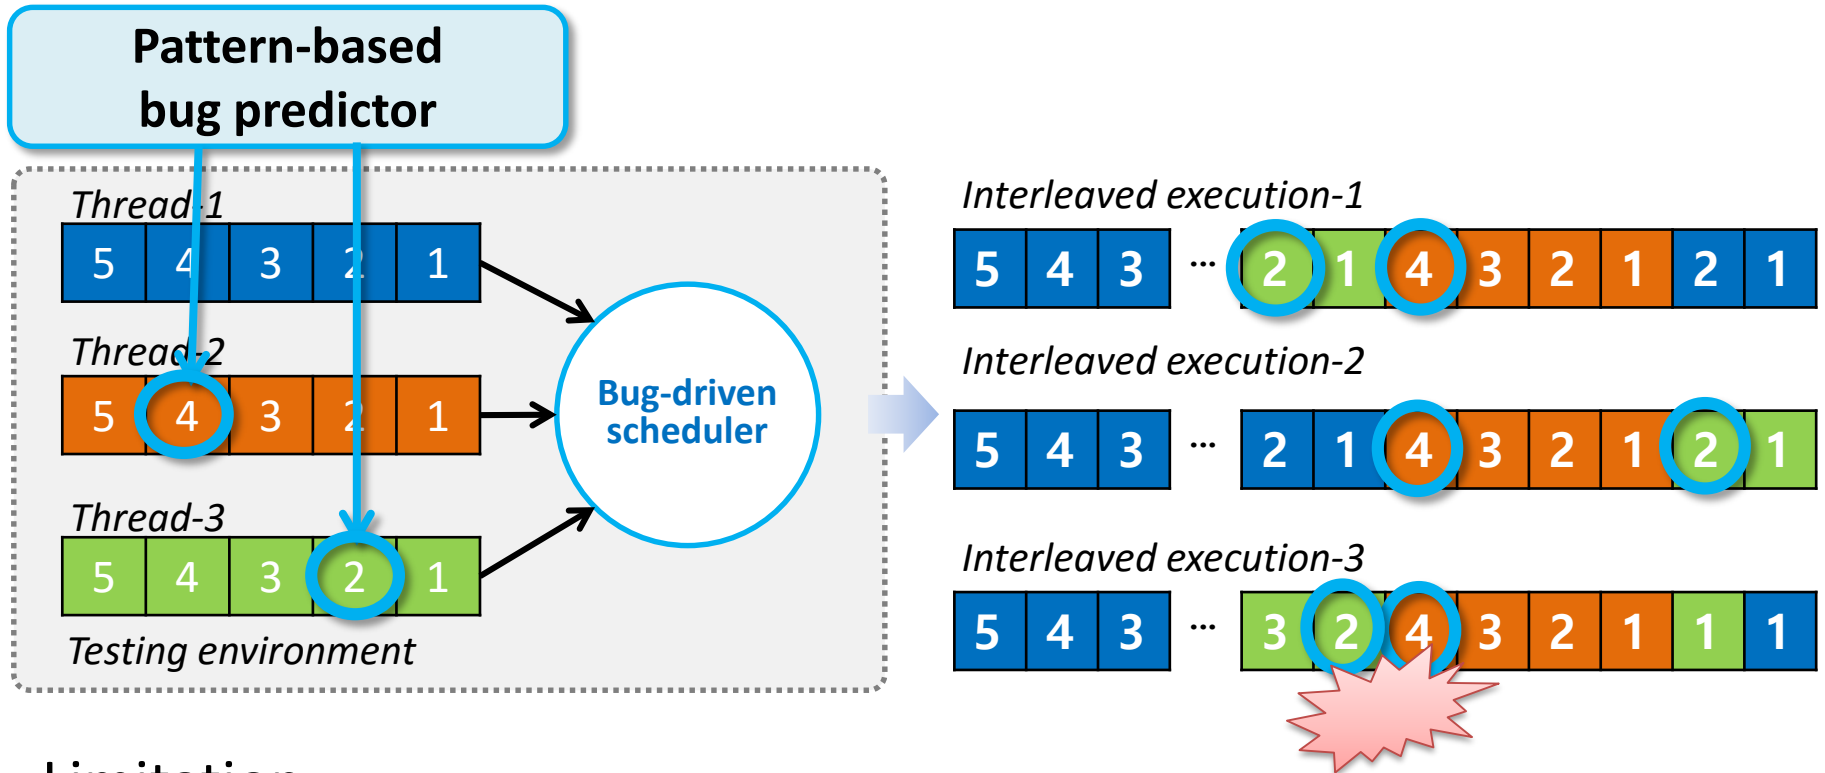 Pattern-based
bug predictor
Thread-1
5 4 3 2 1
Thread-2
5 4 3 2 1
Thread-3
5 4 3 2 1
Testing environment
Bug-driven
scheduler
Interleaved execution-1
5 4 3 ... 2 1 4 3 2 1 2 1
Interleaved execution-2
5 4 3 ... 2 1 4 3 2 1 2 1
Interleaved execution-3
5 4 3 ... 3 2 4 3 2 1 1 1
Limitation